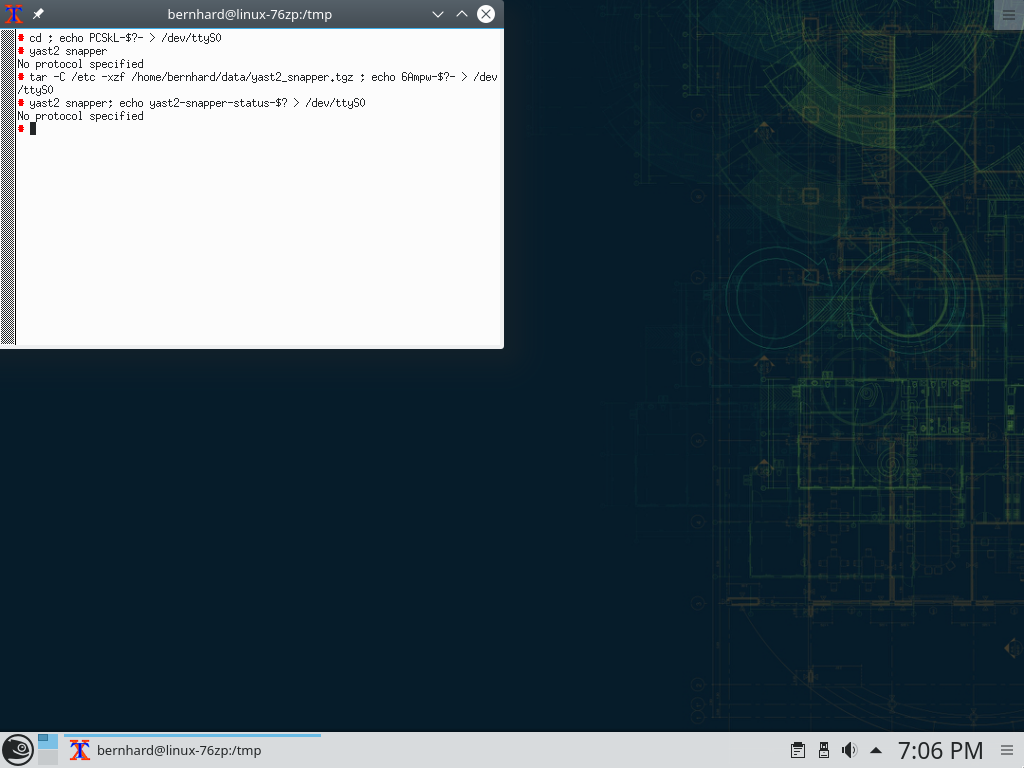 bernhard@linux-76zp:/tmp
# cd ; echo PCSkL-$?- > /dev/ttyS0
# yast2 snapper
No protocol specified
# tar -C /etc -xzf /home/bernhard/data/yast2_snapper.tgz ; echo 6Ampw-$?- > /dev
/ttyS0
# yast2 snapper; echo yast2-snapper-status-$? > /dev/ttyS0
No protocol specified
#
bernhard@linux-76zp:/tmp
7:06 PM